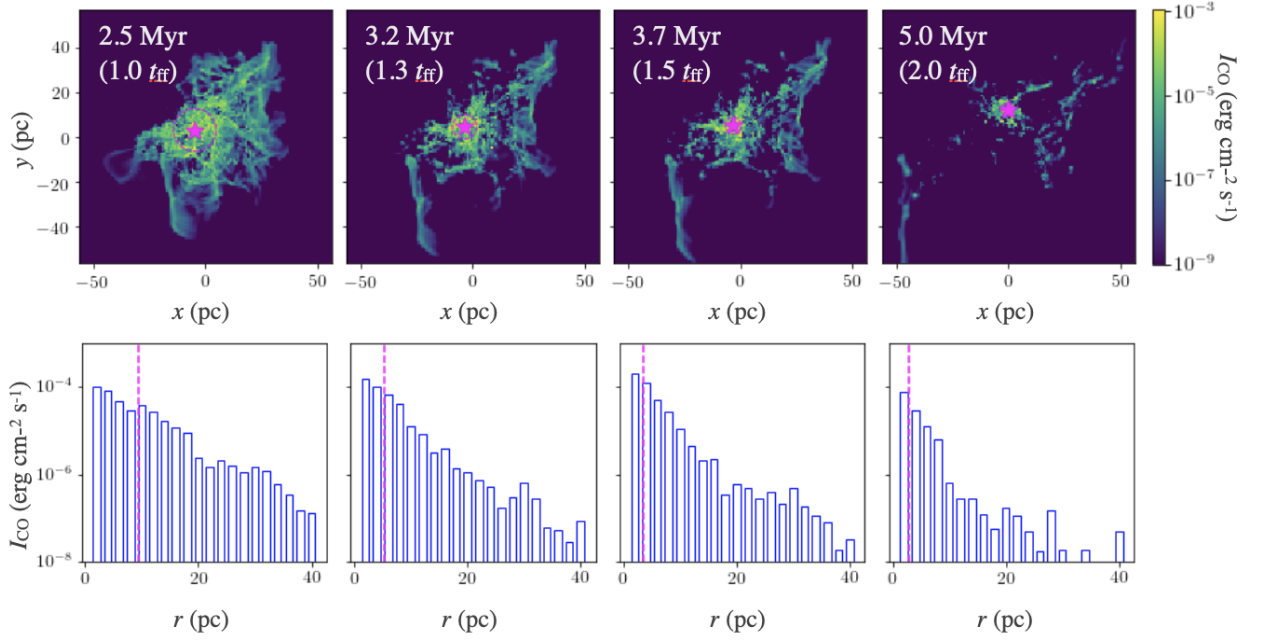 2.5 Myr
(1.0 tff)
3.2 Myr
(1.3 tff)
3.7 Myr
(1.5 tff)
5.0 Myr
(2.0 tff)
40
20
0
−20
−40
y (pc)
−50 0 50
−50 0 50
−50 0 50
−50 0 50
x (pc)
x (pc)
x (pc)
x (pc)
10−3
10−5
10−7
10−9
ICO (erg cm-2 s-1)
10−4
10−6
10−8
ICO (erg cm-2 s-1)
0 20 40
0 20 40
0 20 40
0 20 40
r (pc)
r (pc)
r (pc)
r (pc)